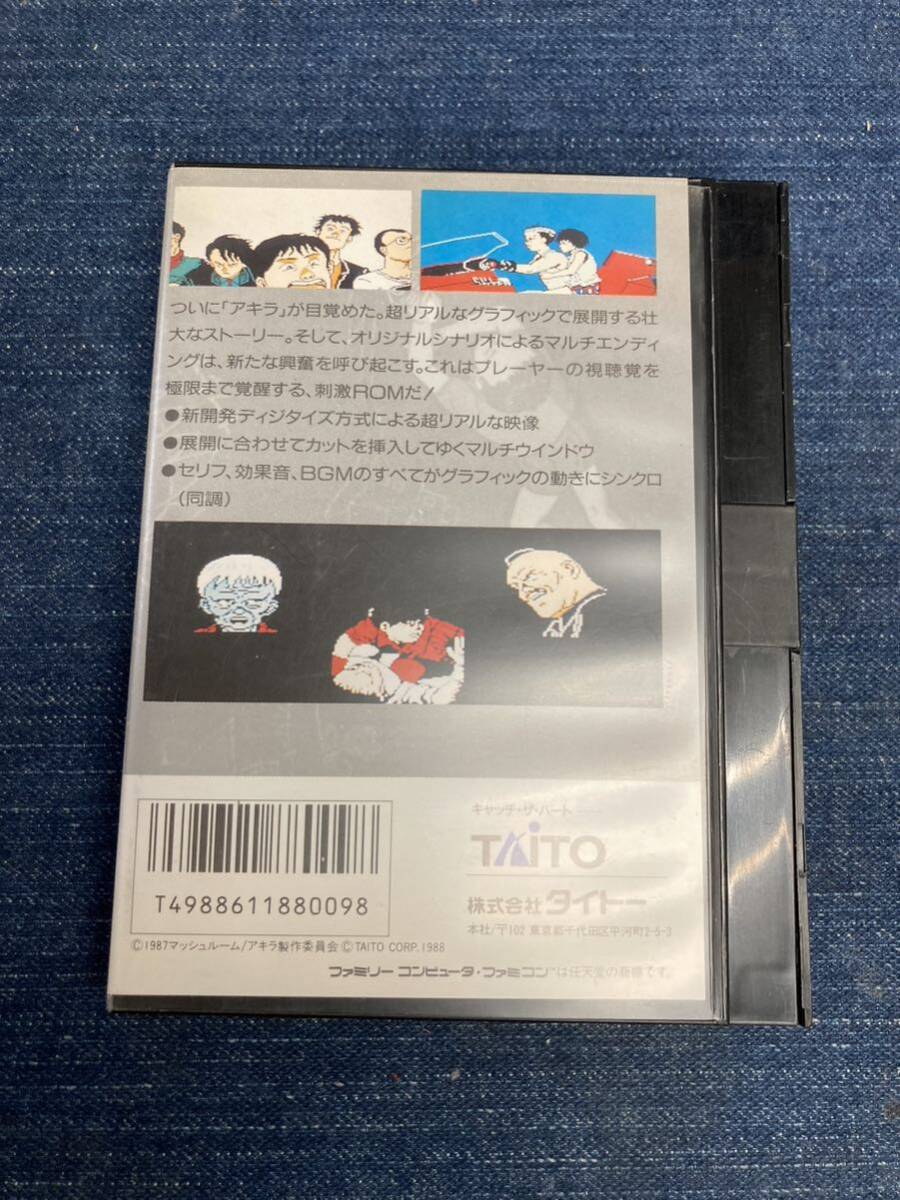 ついに「アキラ」が目覚めた。超リアルなグラフィックで展開する壮
大なストーリー。そして、オリジナルシナリオによるマルチエンディ
ングは、新たな興奮を呼び起こす。これはプレーヤーの視聴覚を
極限まで覚醒する、刺激ROMだ!
●新開発ディジタイズ方式による超リアルな映像
●展開に合わせてカットを挿入してゆくマルチウインドウ
●セリフ、効果音、BGMのすべてがグラフィックの動きにシンクロ
(同調)
キャッチ・ザ・ハート
TAITO
株式会社タイトー
本社/〒102 東京都千代田区平河町2-5-3
T4988611880098
©1987マッシュルーム/アキラ製作委員会 ©TAITO CORP. 1988
ファミリーコンピュータ・ファミコン™は任天堂の商標です。